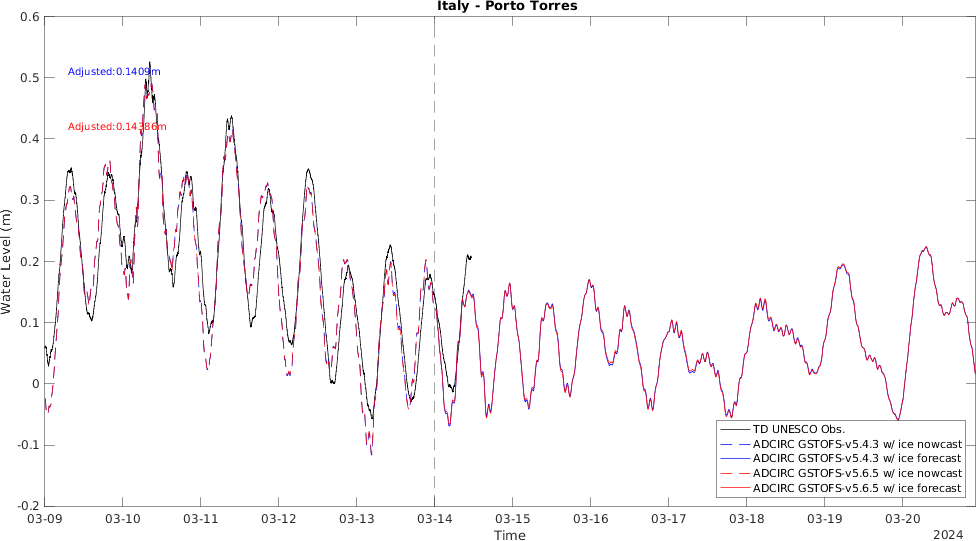 Italy - Porto Torres
0.6
0.5
0.4
0.3
0.2
0.1
0
-0.1
-0.2
Water Level (m)
Adjusted:0.1409m
Adjusted:0.14386m
TD UNESCO Obs.
ADCIRC GSTOFS-v5.4.3 w/ ice nowcast
ADCIRC GSTOFS-v5.4.3 w/ ice forecast
ADCIRC GSTOFS-v5.6.5 w/ ice nowcast
ADCIRC GSTOFS-v5.6.5 w/ ice forecast
03-09 03-10 03-11 03-12 03-13 03-14 03-15 03-16 03-17 03-18 03-19 03-20
Time
2024